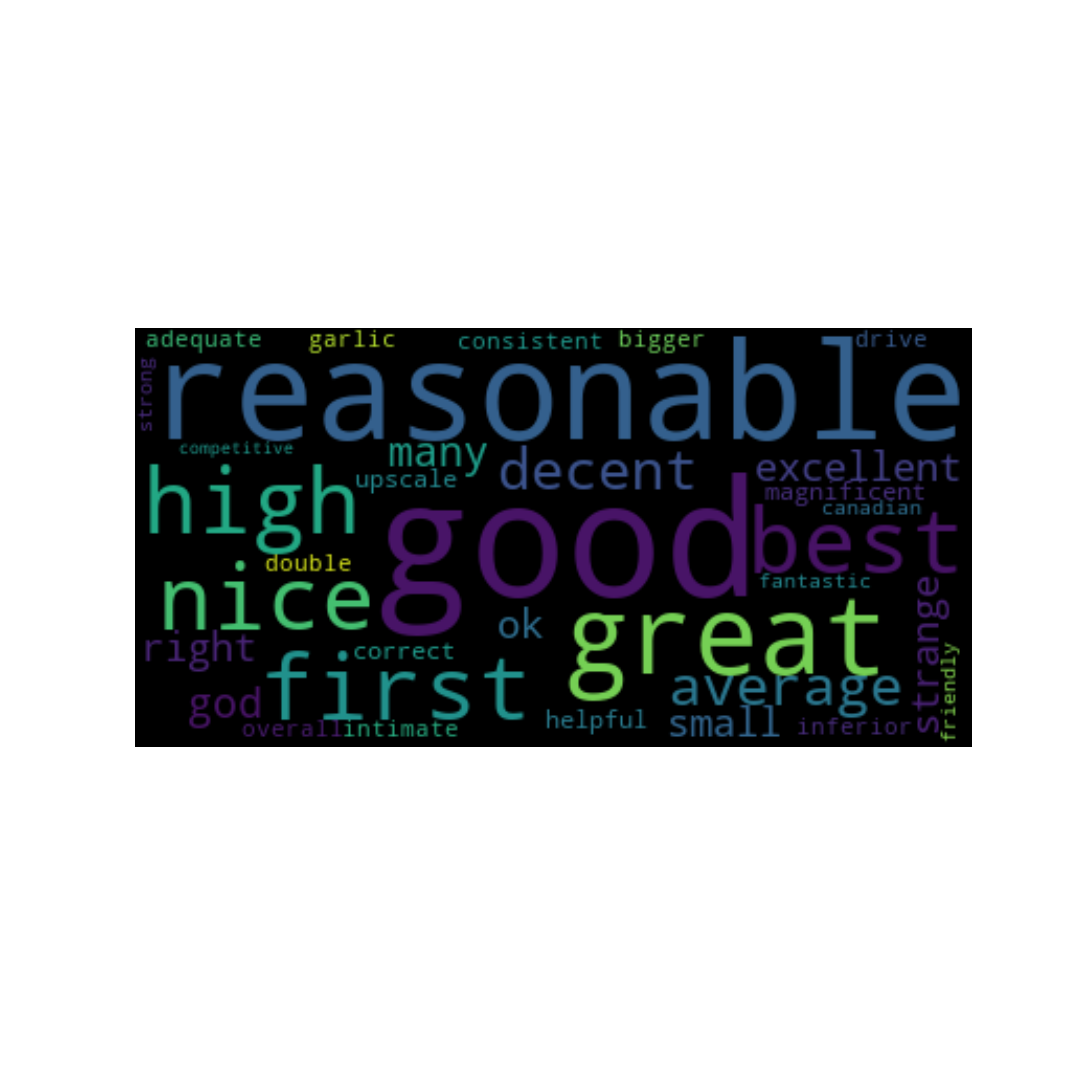 adequate garlic consistent bigger drive
strong reasonable
competitive many decent excellent
high upscale magnificent
good canadian
best
double fantastic
nice ok great strange
right correct
first average friendly
god helpful small inferior
overall intimate